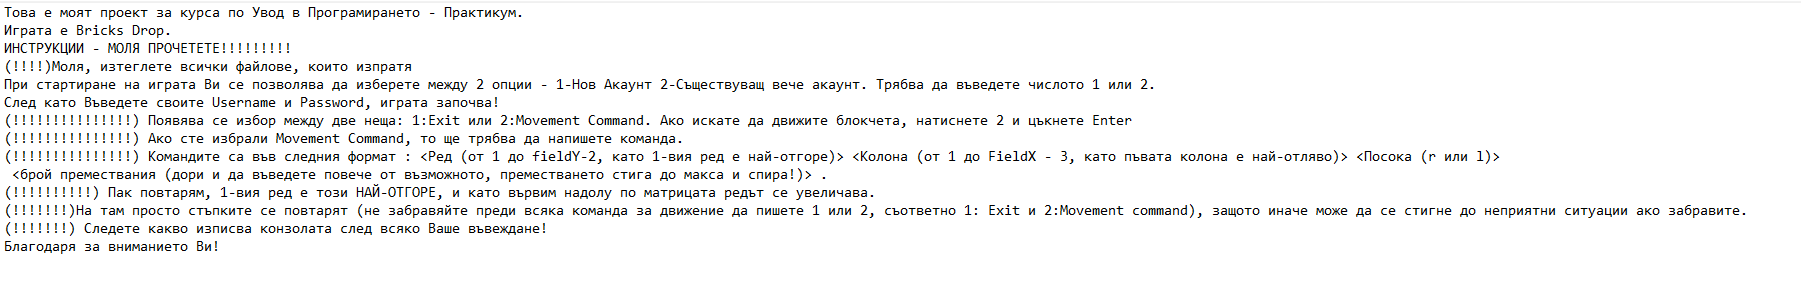 Това е моят проект за курса по Увод в Програмирането - Практикум.
Играта е Bricks Drop.
ИНСТРУКЦИИ - МОЛЯ ПРОЧЕТЕТЕ!!!!!!!!!
(!!!!)Моля, изтеглете всички файлове, които изпратя
При стартиране на играта Ви се позволява да изберете между 2 опции - 1-Нов Акаунт 2-Съществуващ вече акаунт. Трябва да въведете числото 1 или 2.
След като Въведете своите Username и Password, играта започва!
(!!!!!!!!!!!!!!!) Появява се избор между две неща: 1:Exit или 2:Movement Command. Ако искате да движите блокчета, натиснете 2 и цъкнете Enter
(!!!!!!!!!!!!!!!) Ако сте избрали Movement Command, то ще трябва да напишете команда.
(!!!!!!!!!!!!!!!) Командите са във следния формат : <Ред (от 1 до fieldY-2, като 1-вия ред е най-отгоре)> <Колона (от 1 до FieldX - 3, като пъвата колона е най-отляво)> <Посока (r или l)>
<брой премествания (дори и да въведете повече от възможното, преместването стига до макса и спира!)> .
(!!!!!!!!!!) Пак повтарям, 1-вия ред е този НАЙ-ОТГОРЕ, и като вървим надолу по матрицата редът се увеличава.
(!!!!!!!)На там просто стъпките се повтарят (не забравяйте преди всяка команда за движение да пишете 1 или 2, съответно 1: Exit и 2:Movement command), защото иначе може да се стигне до неприятни ситуации ако забравите.
(!!!!!!!) Следете какво изписва конзолата след всяко Ваше въвеждане!
Благодаря за вниманието Ви!